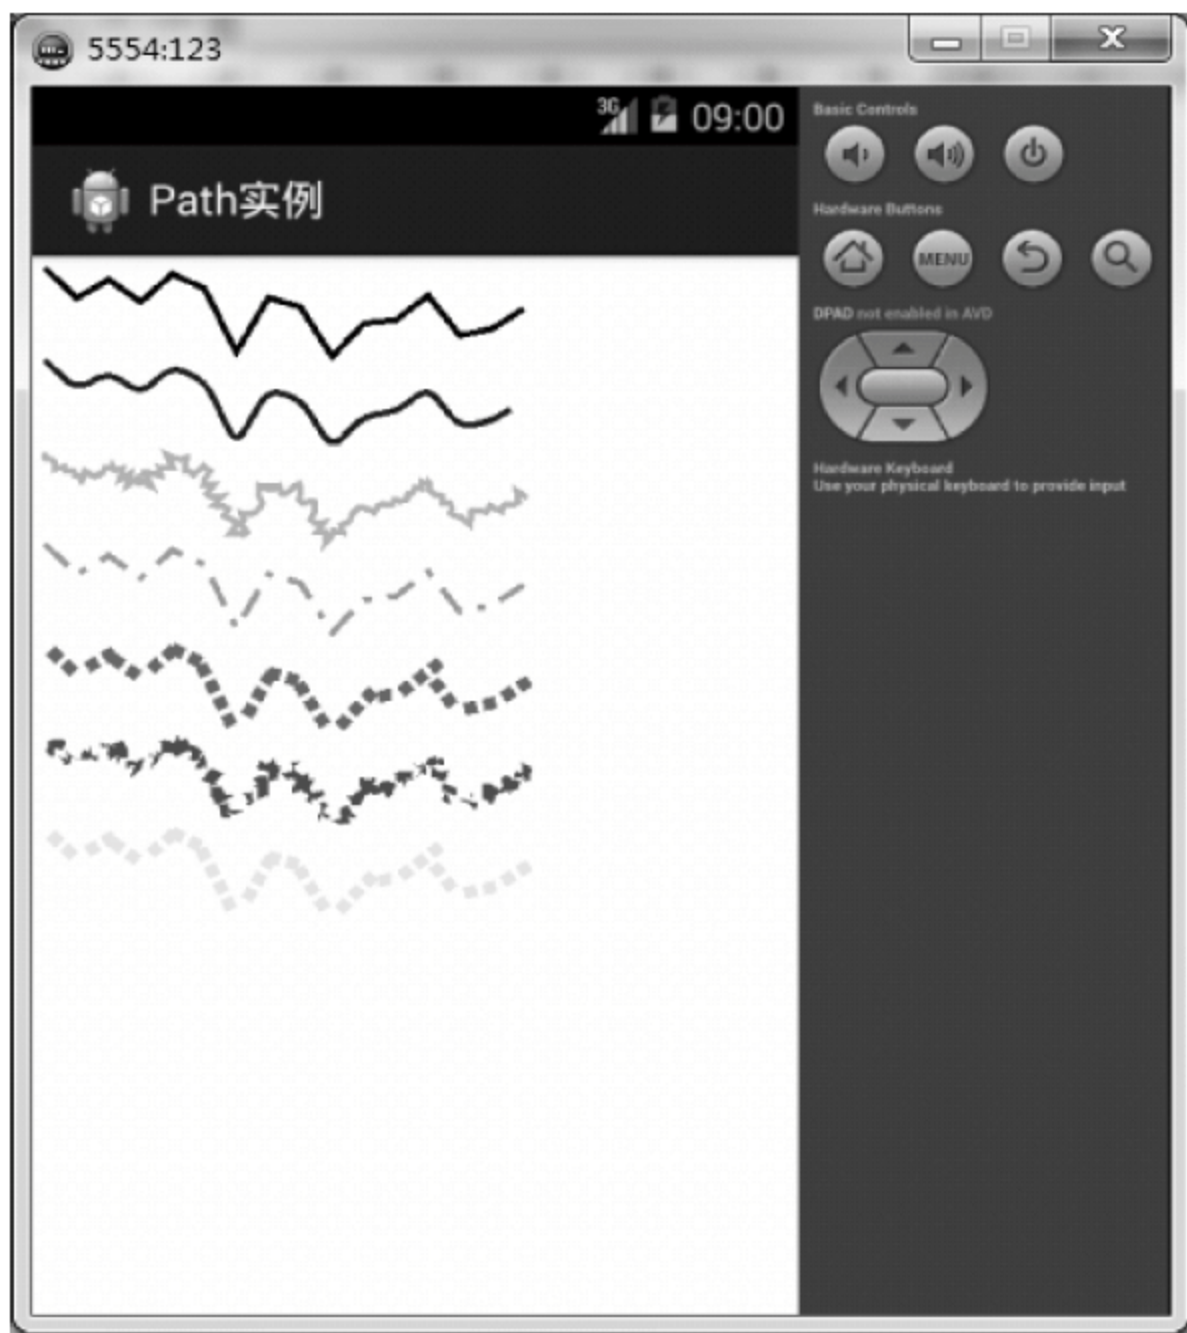 5554:123
3G 09:00
Path实例
Basic Controls
Hardware Buttons
MENU
DPAD not enabled in AVD
Hardware Keyboard
Use your physical keyboard to provide input